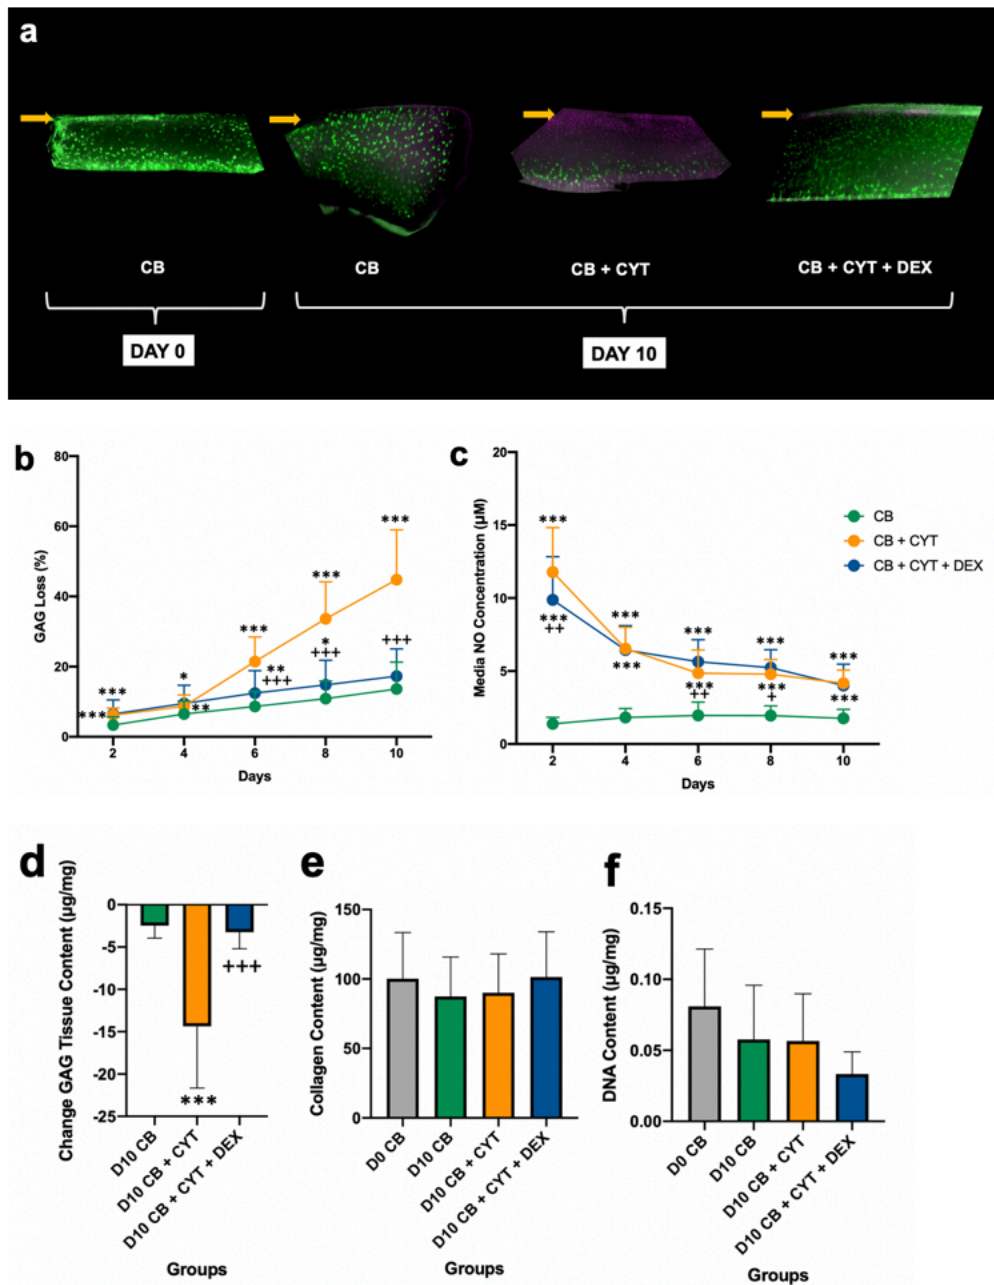 a
CB
CB
CB + CYT
CB + CYT + DEX
DAY 0
DAY 10
b
80
60
40
20
0
GAG Loss (%)
***
***
*
**
***
**
+++
***
*
+++
***
+++
2
4
6
8
10
Days
c
20
15
10
5
0
Media NO Concentration (µM)
***
***
++
***
***
***
***
++
***
***
+
***
***
2
4
6
8
10
Days
CB
CB + CYT
CB + CYT + DEX
d
Change GAG Tissue Content (µg/mg)
0
-5
-10
-15
-20
-25
***
+++
D10 CB
D10 CB + CYT
D10 CB + CYT + DEX
Groups
e
Collagen Content (µg/mg)
150
100
50
0
D0 CB
D10 CB
D10 CB + CYT
D10 CB + CYT + DEX
Groups
f
DNA Content (µg/mg)
0.15
0.10
0.05
0.00
D0 CB
D10 CB
D10 CB + CYT
D10 CB + CYT + DEX
Groups